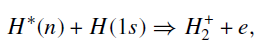 H*(n) + H(1s) ⇒ H₂⁺ + e,